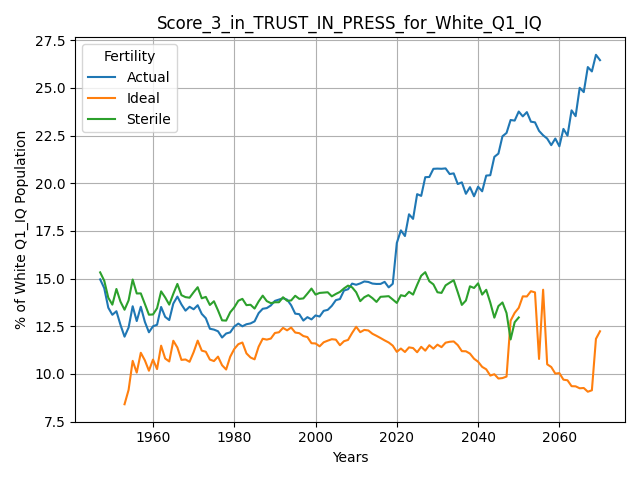 Score_3_in_TRUST_IN_PRESS_for_White_Q1_IQ
Fertility
Actual
Ideal
Sterile
% of White Q1_IQ Population
27.5
25.0
22.5
20.0
17.5
15.0
12.5
10.0
7.5
1960
1980
2000
2020
2040
2060
Years